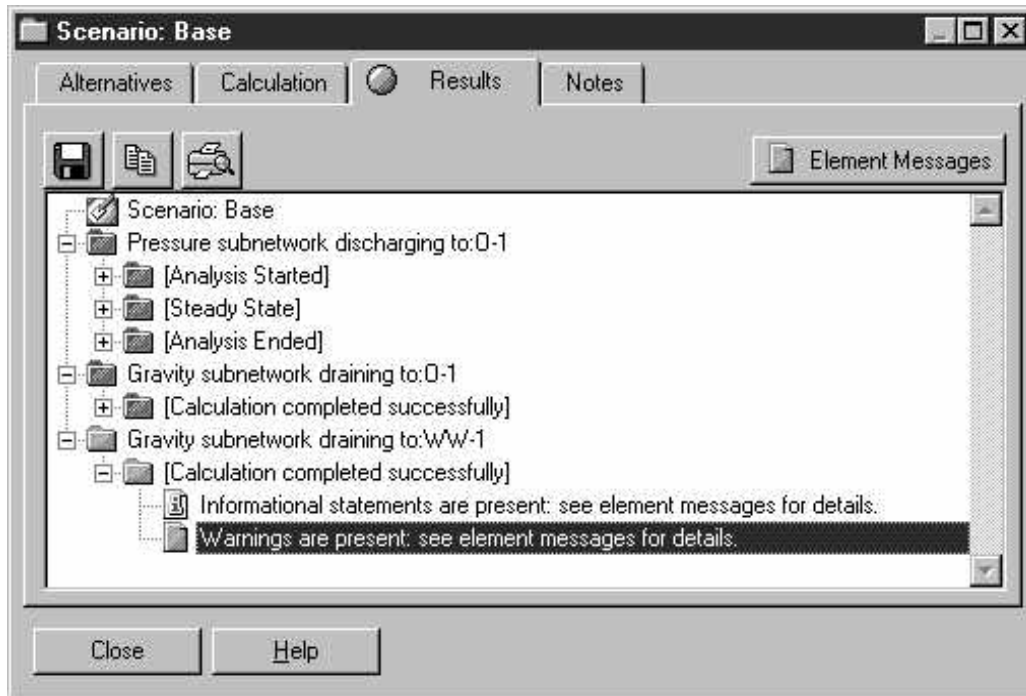 Scenario: Base
Alternatives Calculation Results Notes
Element Messages
Scenario: Base
Pressure subnetwork discharging to:O-1
[Analysis Started]
[Steady State]
[Analysis Ended]
Gravity subnetwork draining to:O-1
[Calculation completed successfully]
Gravity subnetwork draining to:WW-1
[Calculation completed successfully]
Informational statements are present: see element messages for details.
Warnings are present: see element messages for details.
Close Help